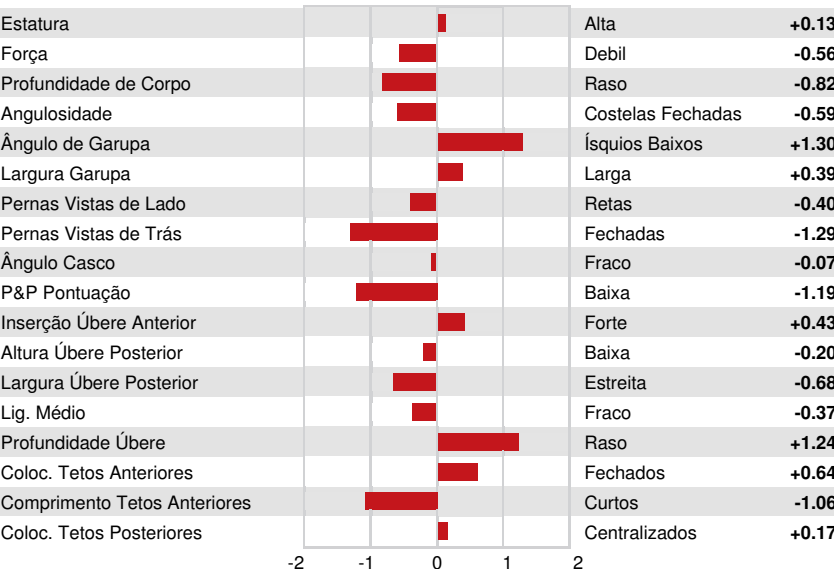 Estatura Alta +0.13
Força Debil -0.56
Profundidade de Corpo Raso -0.82
Angulosidade Costelas Fechadas -0.59
Ângulo de Garupa Ísquios Baixos +1.30
Largura Garupa Larga +0.39
Pernas Vistas de Lado Retas -0.40
Pernas Vistas de Trás Fechadas -1.29
Ângulo Casco Fraco -0.07
P&P Pontuação Baixa -1.19
Inserção Úbere Anterior Forte +0.43
Altura Úbere Posterior Baixa -0.20
Largura Úbere Posterior Estreita -0.68
Lig. Médio Fraco -0.37
Profundidade Úbere Raso +1.24
Coloc. Tetos Anteriores Fechados +0.64
Comprimento Tetos Anteriores Curtos -1.06
Coloc. Tetos Posteriores Centralizados +0.17
-2 -1 0 1 2